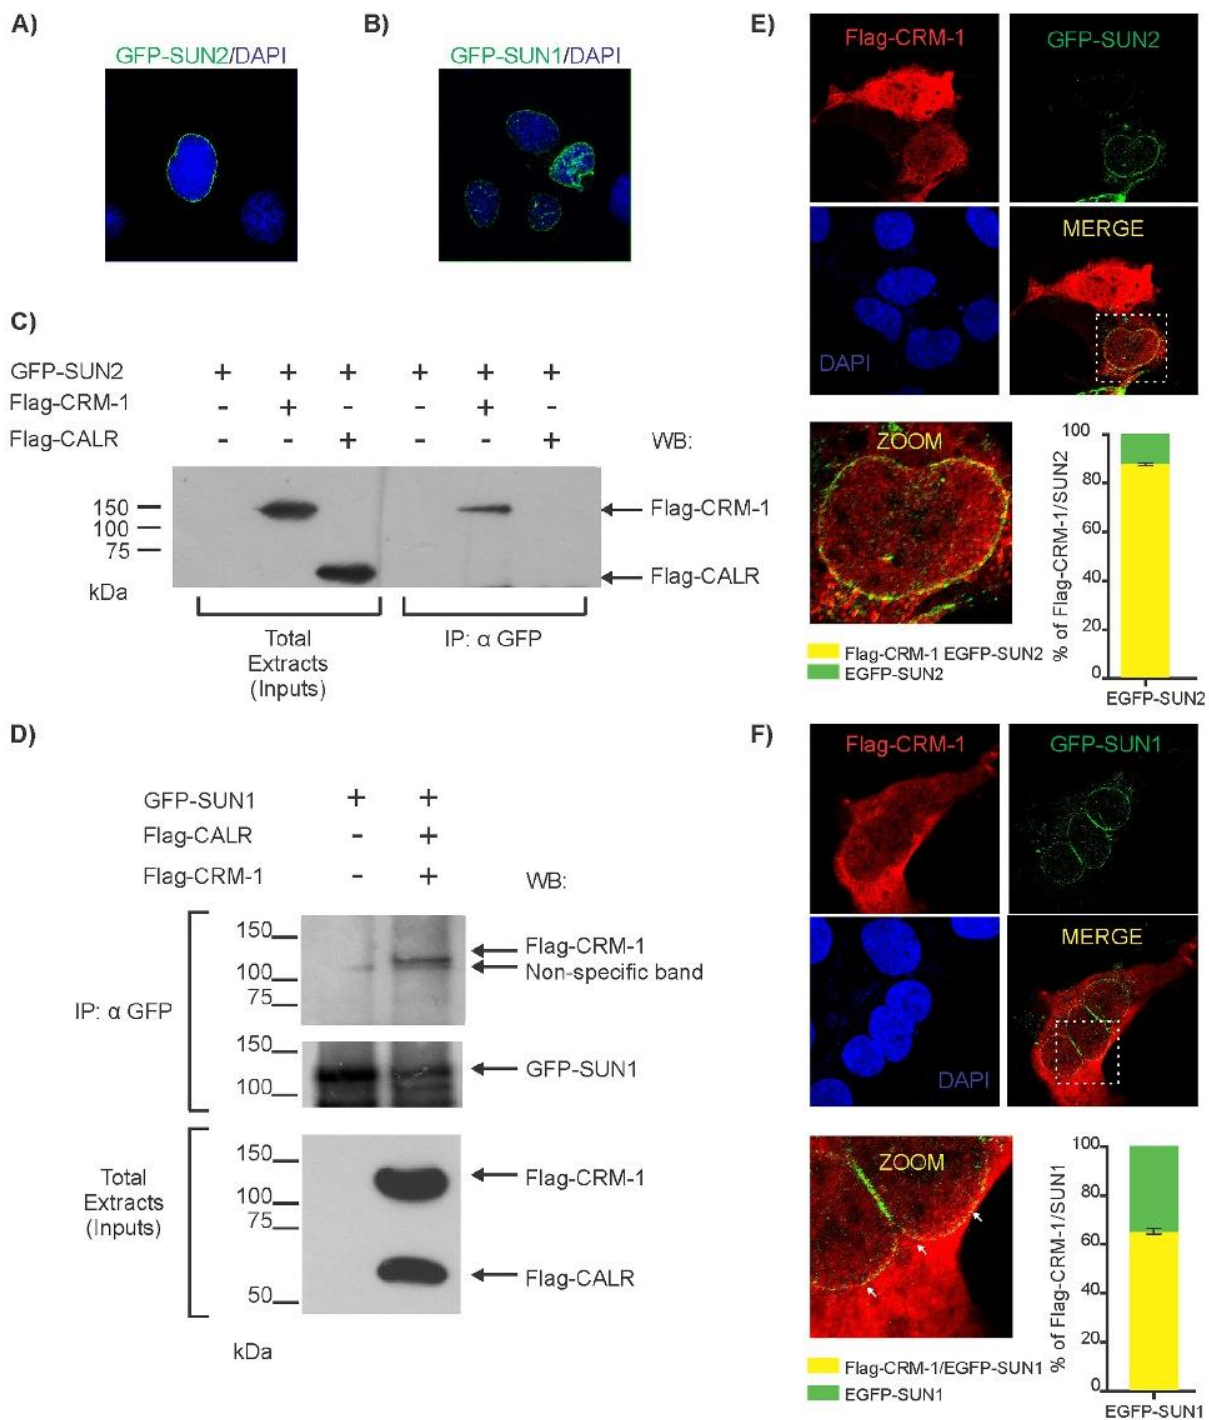 A)
GFP-SUN2/DAPI
B)
GFP-SUN1/DAPI
C)
GFP-SUN2 + + + + + +
Flag-CRM-1 - + - - + -
Flag-CALR - - + - - + WB:
150
100
75
kDa
Flag-CRM-1
Flag-CALR
Total
Extracts
(Inputs)
IP: α GFP
D)
GFP-SUN1 + +
Flag-CALR - +
Flag-CRM-1 - + WB:
IP: α GFP
150
100
75
Flag-CRM-1
Non-specific band
150
100
GFP-SUN1
Total
Extracts
(Inputs)
150
100
75
50
Flag-CRM-1
Flag-CALR
kDa
E)
Flag-CRM-1
GFP-SUN2
DAPI
MERGE
ZOOM
% of Flag-CRM-1/SUN2
100
80
60
40
20
0
EGFP-SUN2
Flag-CRM-1 EGFP-SUN2
EGFP-SUN2
F)
Flag-CRM-1
GFP-SUN1
DAPI
MERGE
ZOOM
% of Flag-CRM-1/SUN1
100
80
60
40
20
0
EGFP-SUN1
Flag-CRM-1/EGFP-SUN1
EGFP-SUN1